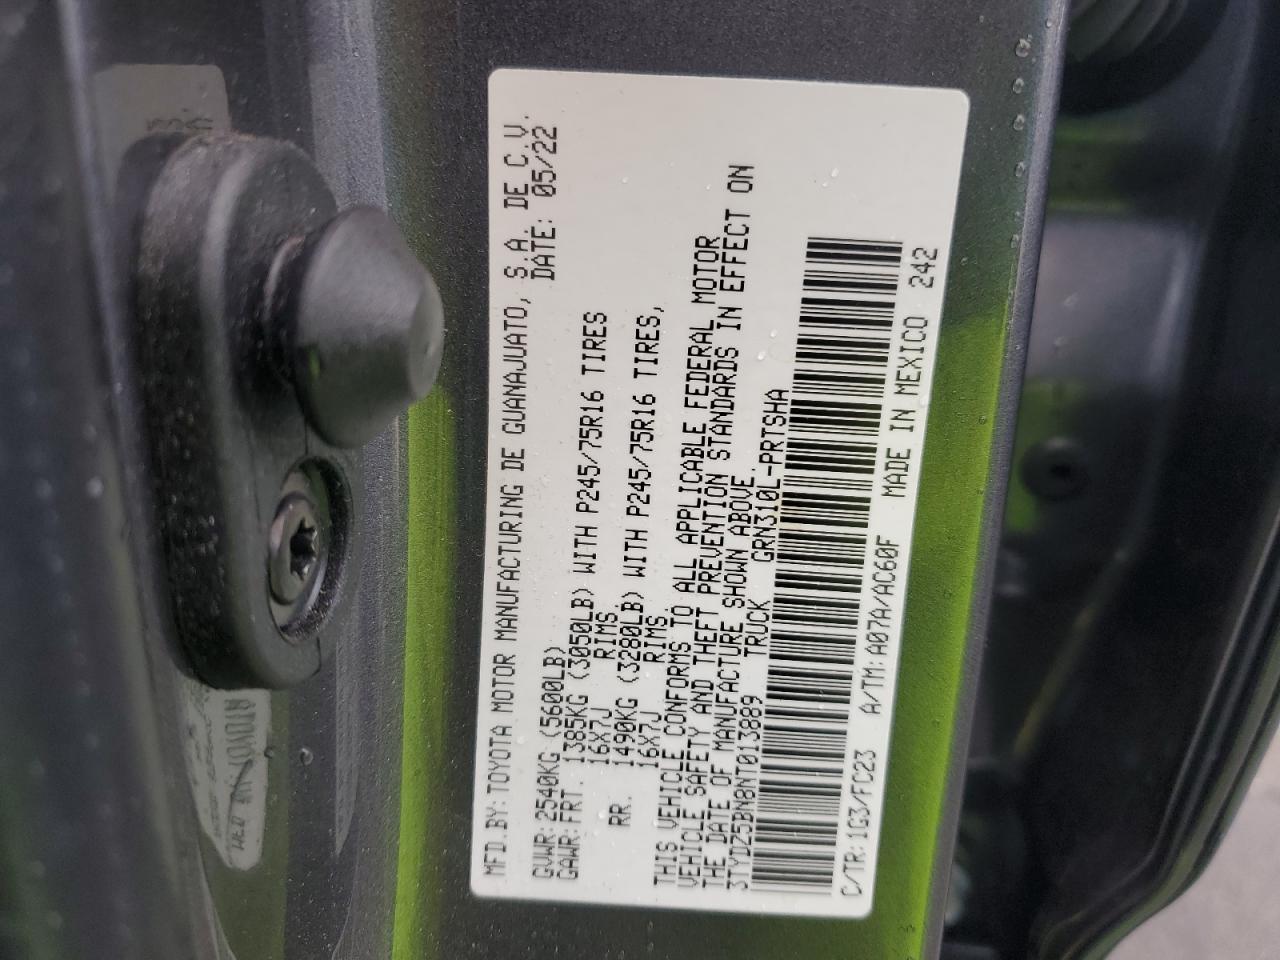 MFD.BY:TOYOTA MOTOR MANUFACTURING DE GUANAJUATO, S.A. DE C.V.
DATE: 05/22
GVWR:2540KG (5600LB)
GAWR:FRT. 1385KG (3050LB) WITH P245/75R16 TIRES
16X7J RIMS,
RR. 1490KG (3280LB) WITH P245/75R16 TIRES,
16X7J RIMS.
THIS VEHICLE CONFORMS TO ALL APPLICABLE FEDERAL MOTOR
VEHICLE SAFETY AND THEFT PREVENTION STANDARDS IN EFFECT ON
THE DATE OF MANUFACTURE SHOWN ABOVE.
3TYDZ5BN8NT013889 TRUCK GRN310L-PRTSHA
C/TR:1G3/FC23 A/TM:A07A/AC60F MADE IN MEXICO 242